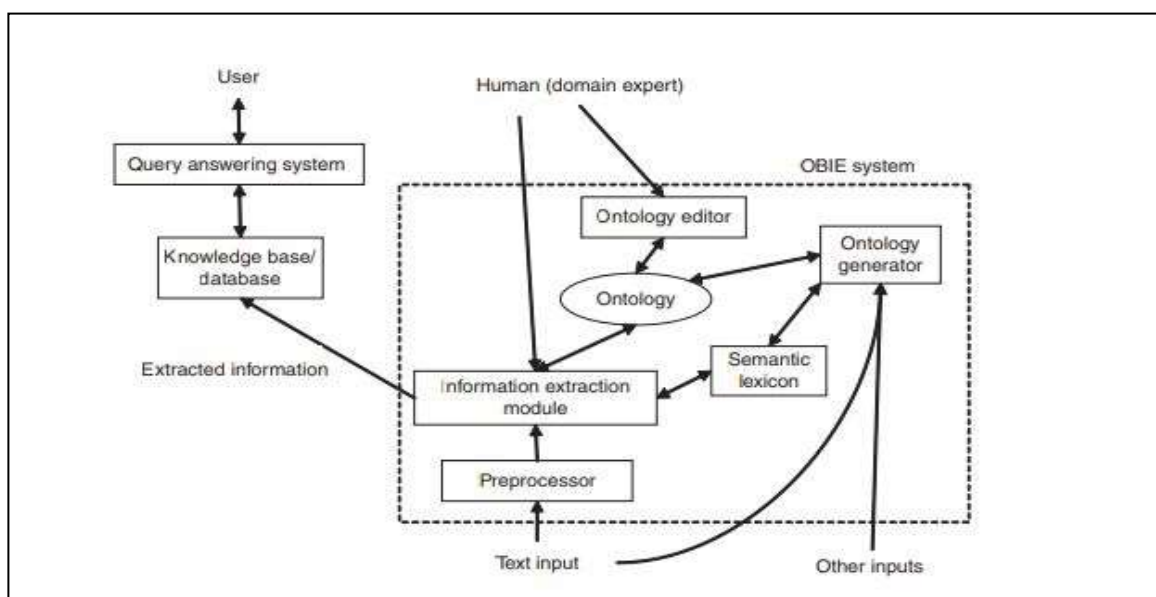 User
Human (domain expert)
Query answering system
OBIE system
Ontology editor
Ontology
generator
Knowledge base/
database
Ontology
Semantic
lexicon
Extracted information
Information extraction
module
Preprocessor
Text input
Other inputs